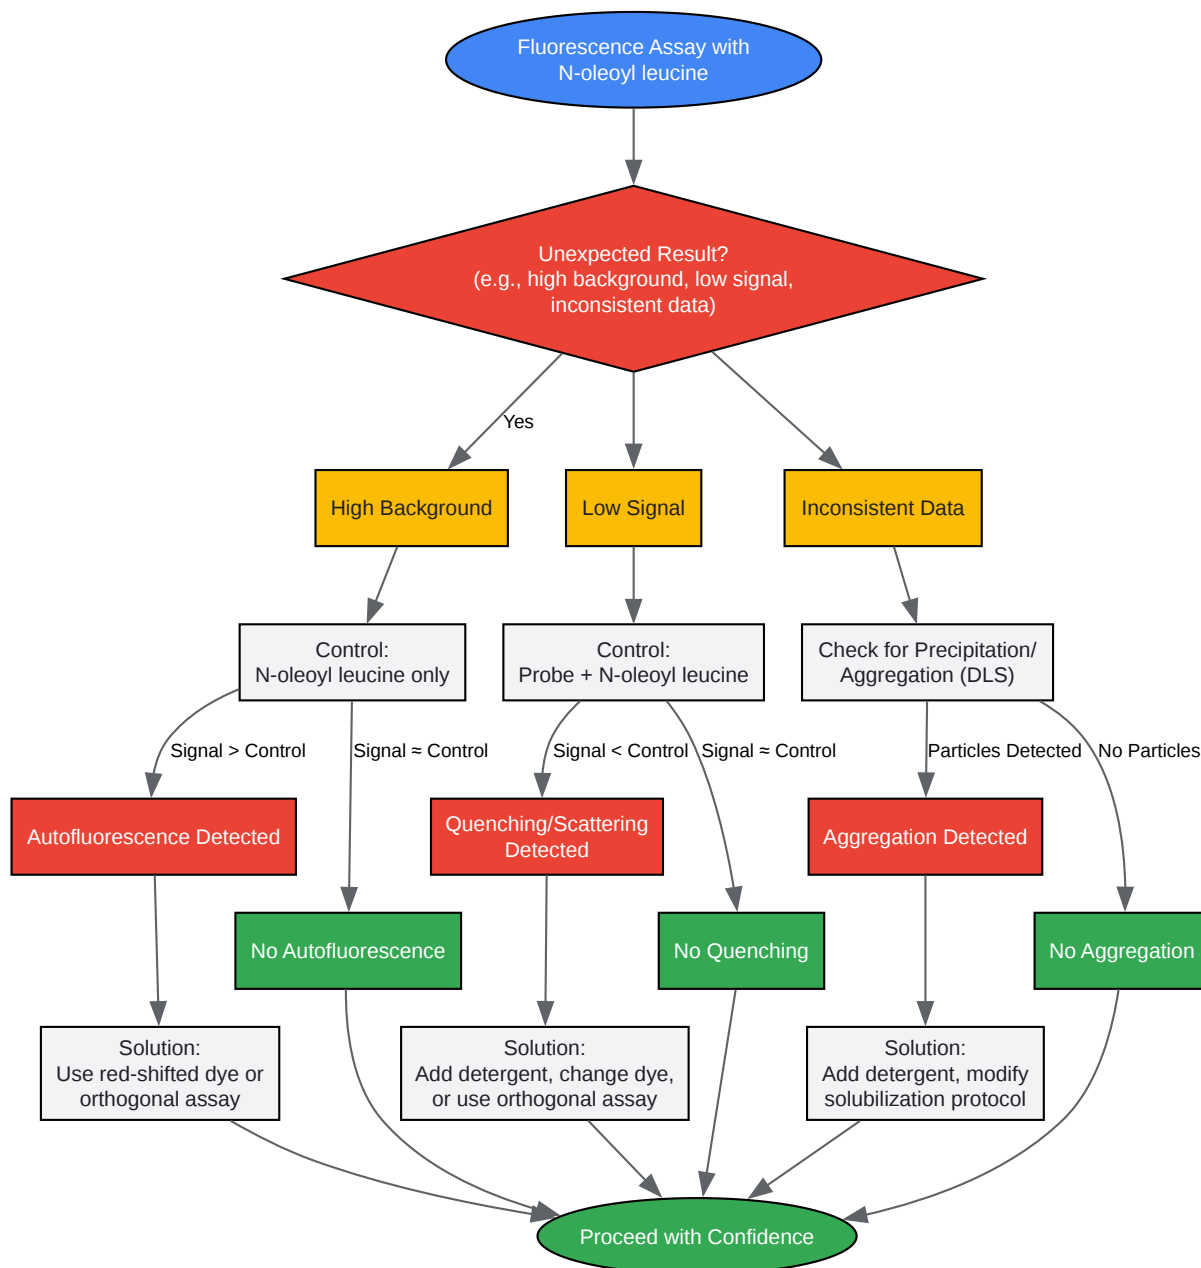 Fluorescence Assay with
N-oleoyl leucine
Unexpected Result?
(e.g., high background, low signal,
inconsistent data)
Yes
High Background
Low Signal
Inconsistent Data
Control:
N-oleoyl leucine only
Control:
Probe + N-oleoyl leucine
Check for Precipitation/
Aggregation (DLS)
Signal > Control
Signal ≈ Control
Signal < Control
Signal ≈ Control
Particles Detected
No Particles
Autofluorescence Detected
Quenching/Scattering
Detected
Aggregation Detected
No Autofluorescence
No Quenching
No Aggregation
Solution:
Use red-shifted dye or
orthogonal assay
Solution:
Add detergent, change dye,
or use orthogonal assay
Solution:
Add detergent, modify
solubilization protocol
Proceed with Confidence